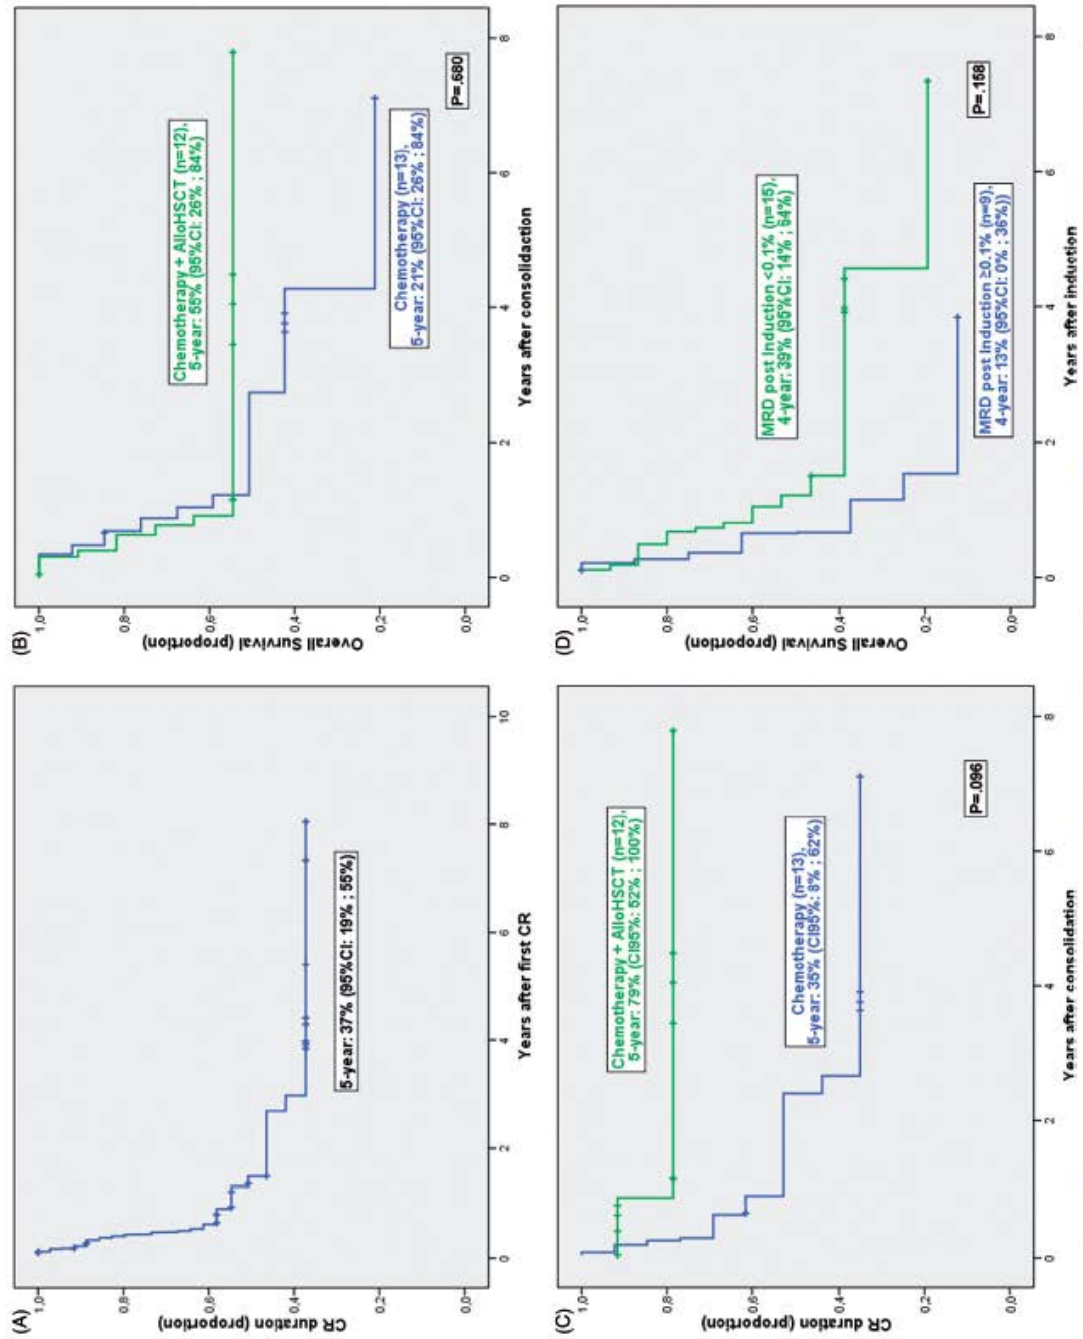 (A)
CR duration (proportion)
1,0
0,8
0,6
0,4
0,2
0,0
5-year: 37% (95%CI: 19% ; 55%)
0
2
4
6
8
10
Years after first CR
(B)
Overall Survival (proportion)
1,0
0,8
0,6
0,4
0,2
0,0
Chemotherapy + AlloHSCT (n=12),
5-year: 55% (95%CI: 26% ; 84%)
Chemotherapy (n=13),
5-year: 21% (95%CI: 26% ; 84%)
P=,680
0
2
4
6
8
Years after consolidaction
(C)
CR duration (proportion)
1,0
0,8
0,6
0,4
0,2
0,0
Chemotherapy + AlloHSCT (n=12),
5-year: 79% (CI95%: 52% ; 100%)
Chemotherapy (n=13),
5-year: 35% (CI95%: 8% ; 62%)
P=,096
0
2
4
6
8
Years after consolidation
(D)
Overall Survival (proportion)
1,0
0,8
0,6
0,4
0,2
0,0
MRD post Induction <0.1% (n=15),
4-year: 39% (95%CI: 14% ; 64%)
MRD post Induction ≥0.1% (n=9),
4-year: 13% (95%CI: 0% ; 36%))
P=,158
0
2
4
6
8
Years after induction